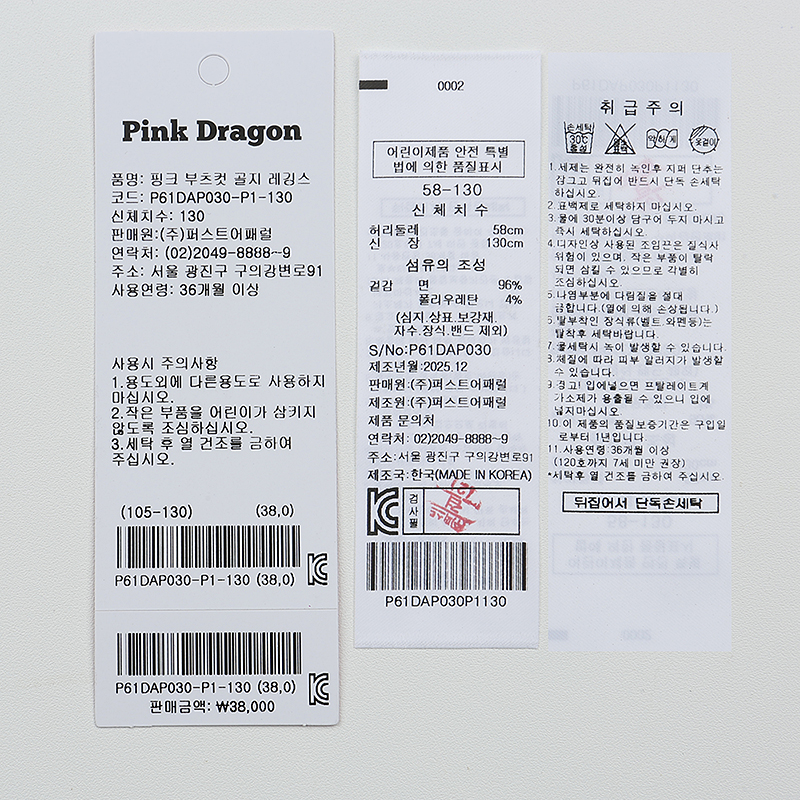 Pink Dragon
품명: 핑크 부츠컷 골지 레깅스
코드: P61DAP030-P1-130
신체치수: 130
판매원:(주)퍼스트어패럴
연락처: (02)2049-8888~9
주소: 서울 광진구 구의강변로91
사용연령: 36개월 이상
사용시 주의사항
1.용도외에 다른용도로 사용하지
마십시오.
2.작은 부품을 어린이가 삼키지
않도록 조심하십시오.
3.세탁 후 열 건조를 금하여
주십시오.
(105-130) (38,0)
P61DAP030-P1-130 (38,0)
P61DAP030-P1-130 (38,0)
판매금액: ₩38,000
0002
어린이제품 안전 특별
법에 의한 품질표시
58-130
신체치수
허리둘레 58cm
신 장 130cm
섬유의 조성
겉감 면 96%
폴리우레탄 4%
(심지.상표.보강재,
자수.장식.밴드 제외)
S/No:P61DAP030
제조년월:2025.12
판매원:(주)퍼스트어패럴
제조원:(주)퍼스트어패럴
제품 문의처
연락처: 02)2049-8888~9
주소:서울 광진구 구의강변로91
제조국:한국(MADE IN KOREA)
검
사
필
P61DAP030P1130
취급주의
손세탁
30℃
중성
염소
표백
약하게
옷걸이
1.세제는 완전히 녹인후 지퍼 단추는
잠그고 뒤집어 반드시 단독 손세탁
하십시오.
2.표백제로 세탁하지 마십시오.
3.물에 30분이상 담구어 두지 마시고
즉시 세탁하십시오.
4.디자인상 사용된 조임끈은 질식사
위험이 있으며, 작은 부품이 탈락
되면 삼킬 수 있으므로 각별히
조심하십시오.
5.나염부분에 다림질을 절대
금합니다.(열에 의해 손상됩니다.)
6.탈부착인 장식류(벨트.와펜등)는
탈착후 세탁바랍니다.
7.물세탁시 녹이 발생할 수 있습니다.
8.체질에 따라 피부 알러지가 발생할
수 있습니다.
9.경고! 입에넣으면 프탈레이트계
가소제가 용출될 수 있으니 입에
넣지마십시오.
10.이 제품의 품질보증기간은 구입일
로부터 1년입니다.
11.사용연령:36개월 이상
(120호까지 7세 미만 권장)
*세탁후 열 건조를 금하여 주십시오.
뒤집어서 단독손세탁